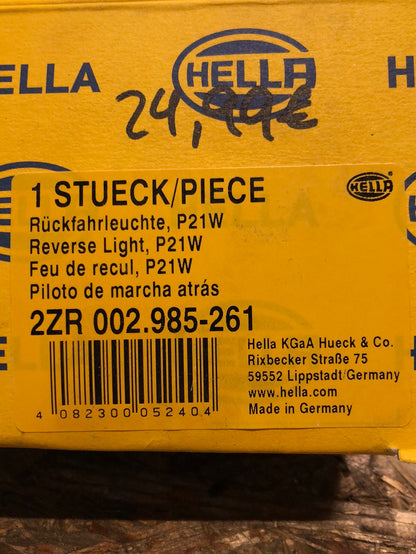 ELLA
HELLA
H
24,99€
1 STUECK/PIECE
HELLA
Rückfahrleuchte, P21W
Reverse Light, P21W
Feu de recul, P21W
Piloto de marcha atrás
2ZR 002.985-261
Hella KGaA Hueck & Co.
Rixbecker Straße 75
59552 Lippstadt/Germany
www.hella.com
Made in Germany
4 082300 052404